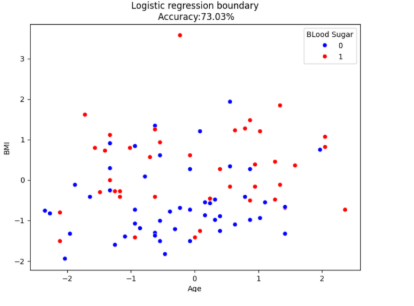 Logistic regression boundary
Accuracy:73.03%
BLood Sugar
0
1
3
2
1
0
−1
−2
BMI
−2
−1
0
1
2
Age